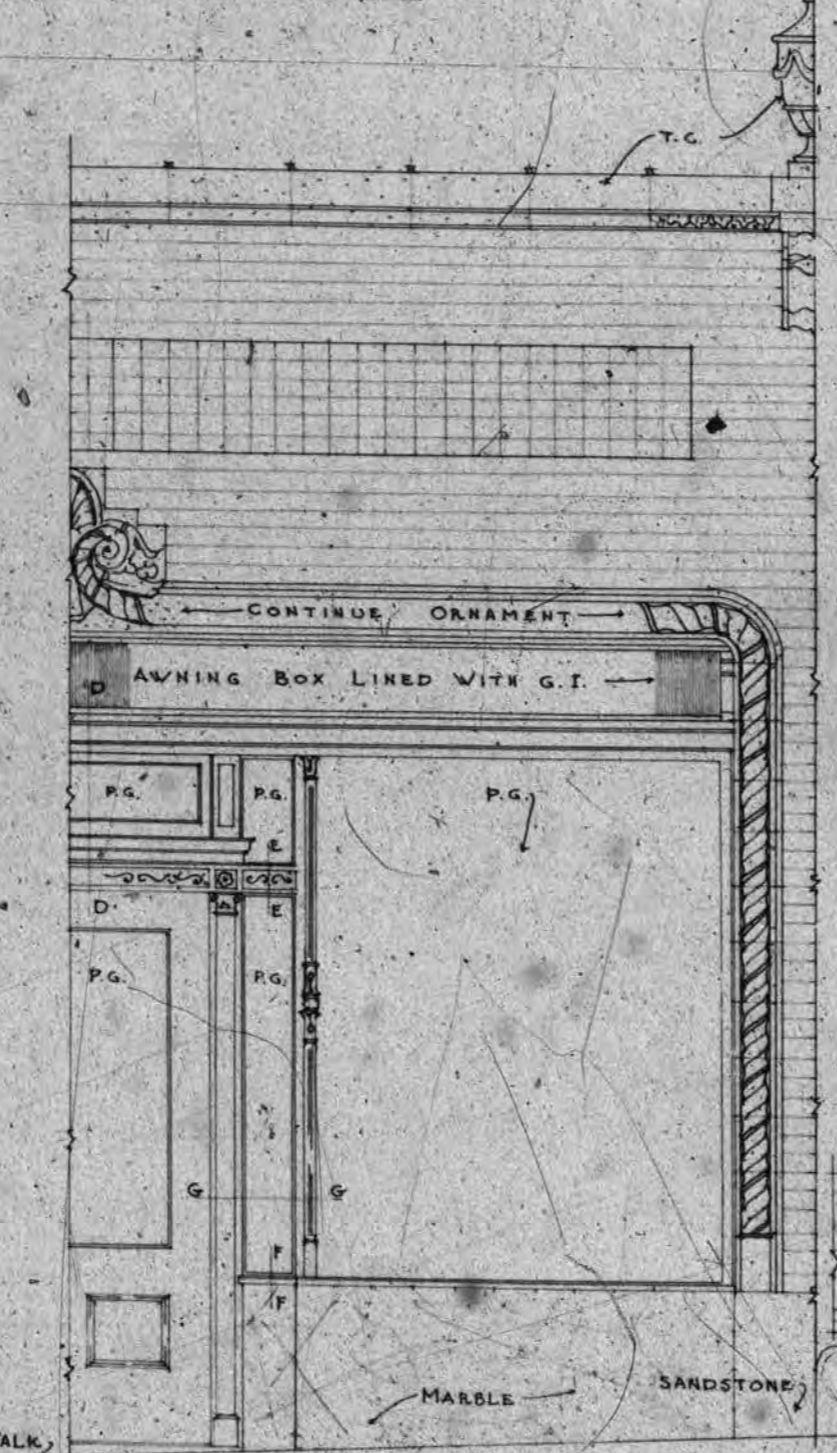 T.C.
← CONTINUE ORNAMENT →
D AWNING BOX LINED WITH G.I. →
P.G. P.G. P.G.
E
D. E
P.G. P.G.
G G
F
F
MARBLE SANDSTONE
ALK,